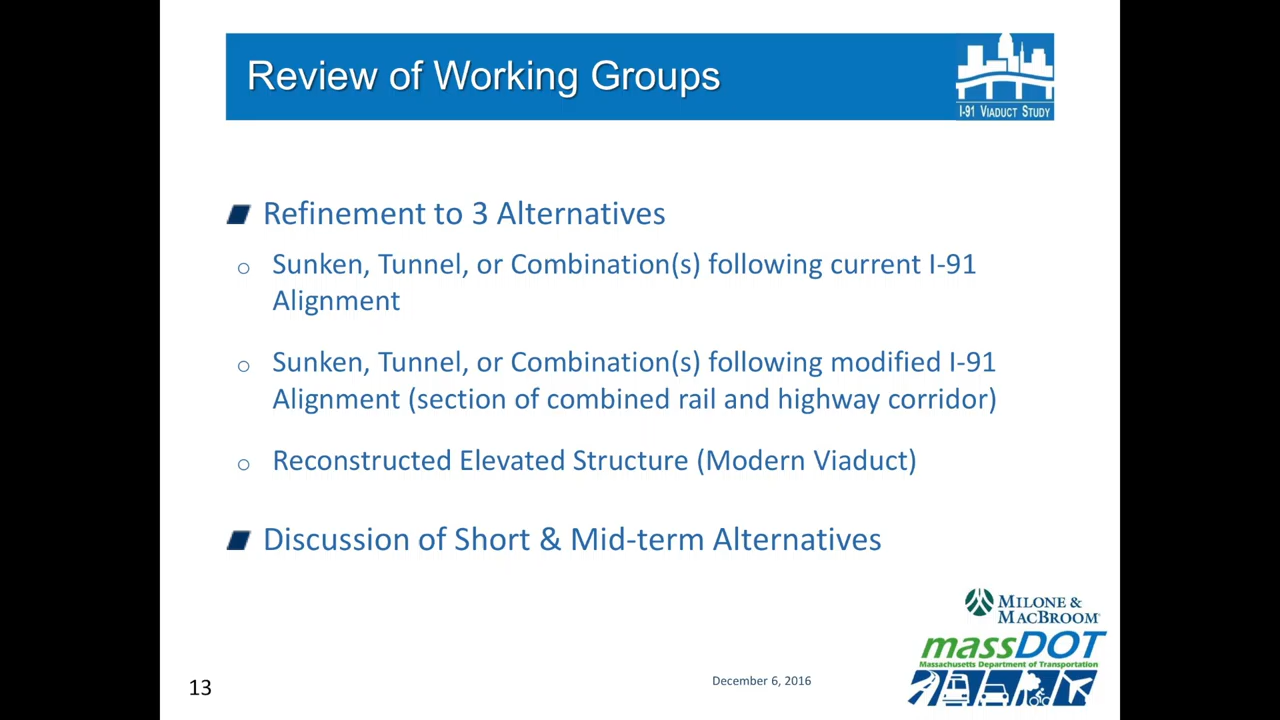 Review of Working Groups
I-91 VIADUCT STUDY
Refinement to 3 Alternatives
o Sunken, Tunnel, or Combination(s) following current I-91
Alignment
o Sunken, Tunnel, or Combination(s) following modified I-91
Alignment (section of combined rail and highway corridor)
o Reconstructed Elevated Structure (Modern Viaduct)
Discussion of Short & Mid-term Alternatives
MILONE &
MACBROOM
massDOT
Massachusetts Department of Transportation
December 6, 2016
13